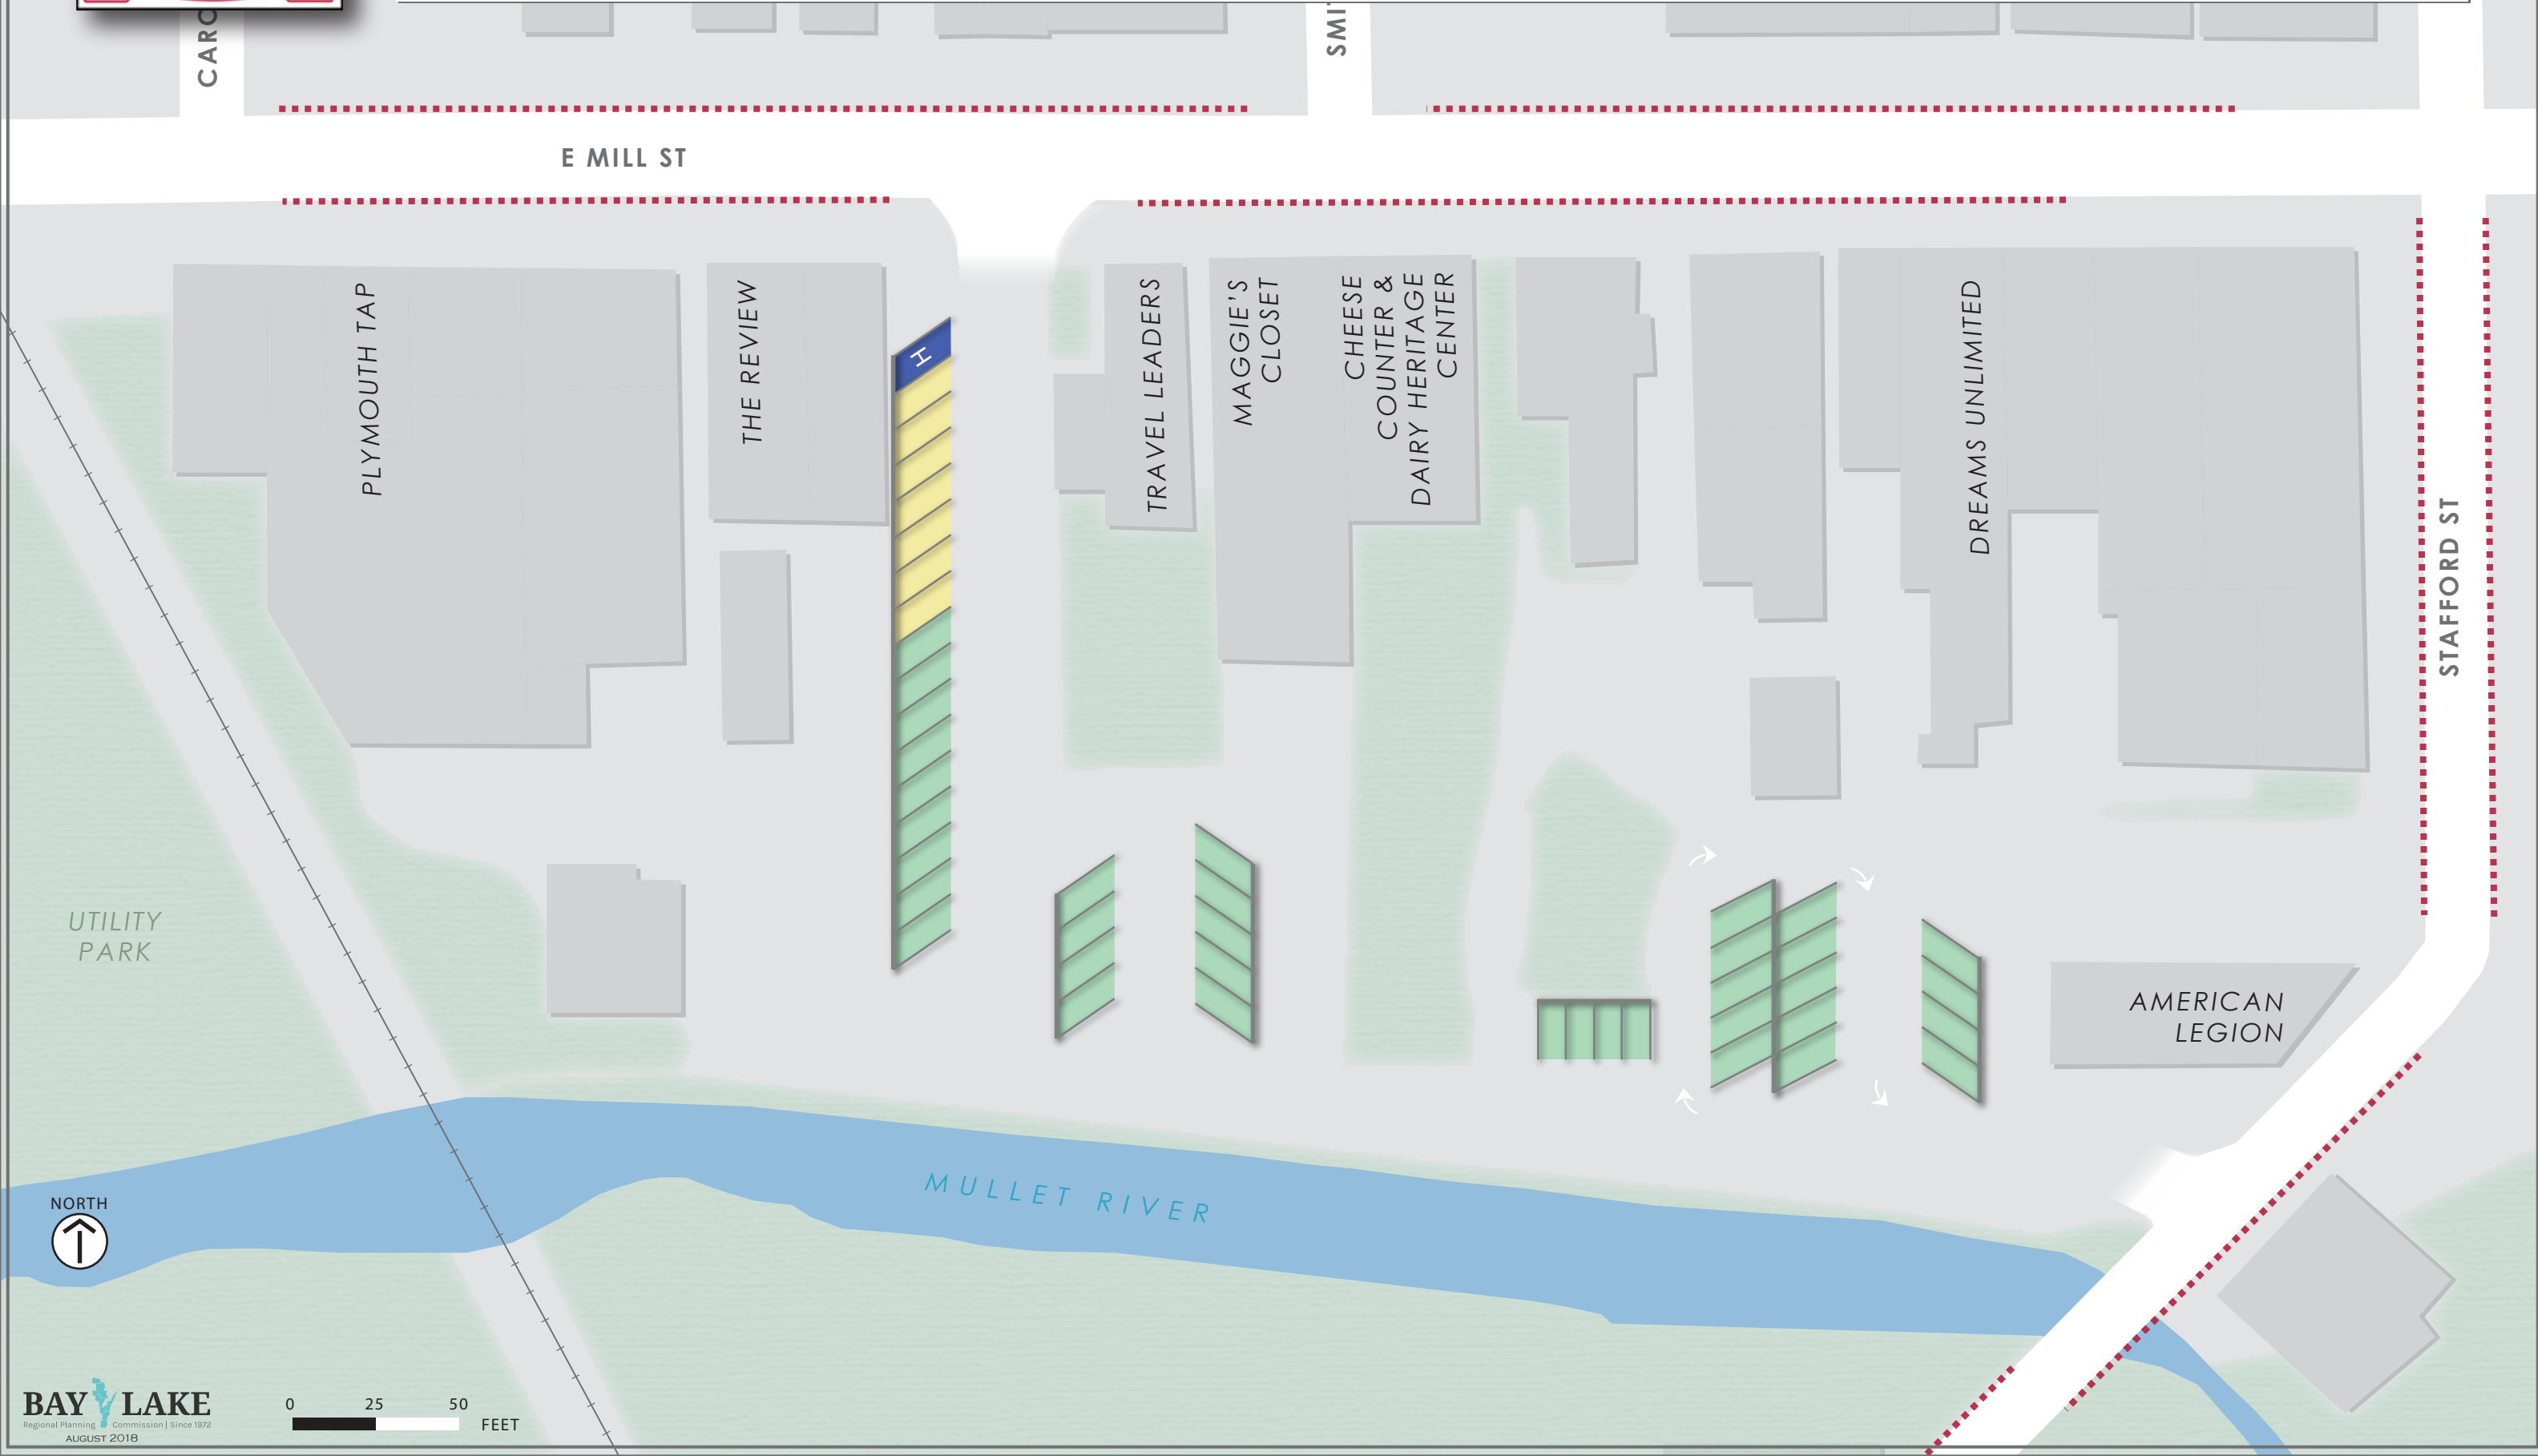 CARO
SMI
E MILL ST
PLYMOUTH TAP
THE REVIEW
H
TRAVEL LEADERS
MAGGIE'S
CLOSET
CHEESE
COUNTER &
DAIRY HERITAGE
CENTER
DREAMS UNLIMITED
STAFFORD ST
UTILITY
PARK
AMERICAN
LEGION
MULLET RIVER
NORTH
BAY LAKE
Regional Planning Commission | Since 1972
AUGUST 2018
0 25 50
FEET